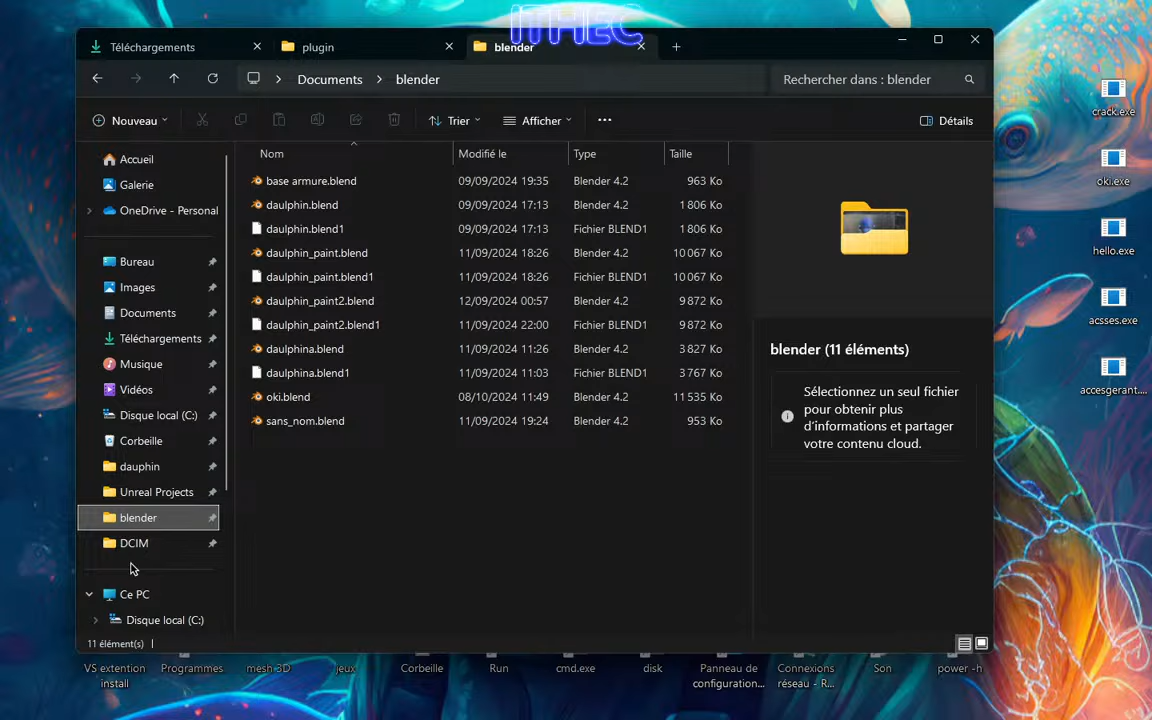 ITHEC
Téléchargements
plugin
blender
Documents
blender
Rechercher dans : blender
Nouveau
Trier
Afficher
Détails
Nom
Modifié le
Type
Taille
base armure.blend 09/09/2024 19:35 Blender 4.2 963 Ko
daulphin.blend 09/09/2024 17:13 Blender 4.2 1 806 Ko
daulphin.blend1 09/09/2024 17:13 Fichier BLEND1 1 806 Ko
daulphin_paint.blend 11/09/2024 18:26 Blender 4.2 10 067 Ko
daulphin_paint.blend1 11/09/2024 18:26 Fichier BLEND1 10 067 Ko
daulphin_paint2.blend 12/09/2024 00:57 Blender 4.2 9 872 Ko
daulphin_paint2.blend1 11/09/2024 22:00 Fichier BLEND1 9 872 Ko
daulphina.blend 11/09/2024 11:26 Blender 4.2 3 827 Ko
daulphina.blend1 11/09/2024 11:03 Fichier BLEND1 3 767 Ko
oki.blend 08/10/2024 11:49 Blender 4.2 11 535 Ko
sans_nom.blend 11/09/2024 19:24 Blender 4.2 953 Ko
Accueil
Galerie
OneDrive - Personal
Bureau
Images
Documents
Téléchargements
Musique
Vidéos
Disque local (C:)
Corbeille
dauphin
Unreal Projects
blender
DCIM
Ce PC
Disque local (C:)
11 élément(s)
blender (11 éléments)
Sélectionnez un seul fichier
pour obtenir plus
d'informations et partager
votre contenu cloud.
crack.exe
oki.exe
hello.exe
acsses.exe
accesgerant....
VS extention
install
Programmes
mesh 3D
jeux
Corbeille
Run
cmd.exe
disk
Panneau de
configuration...
Connexions
réseau - R...
Son
power -h